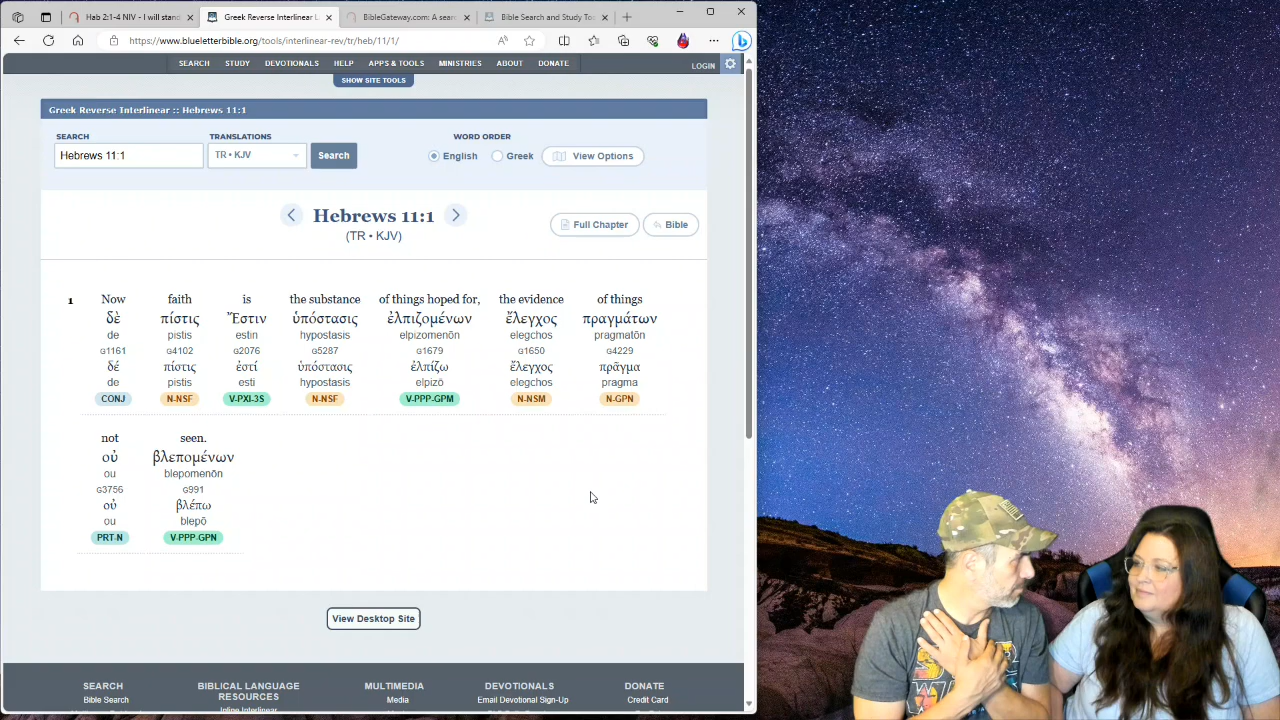 Hab 2:1-4 NIV - I will stand
Greek Reverse Interlinear L
BibleGateway.com: A sear
Bible Search and Study To
https://www.blueletterbible.org/tools/interlinear-rev/tr/heb/11/1/
SEARCH STUDY DEVOTIONALS HELP APPS & TOOLS MINISTRIES ABOUT DONATE LOGIN
SHOW SITE TOOLS
Greek Reverse Interlinear :: Hebrews 11:1
SEARCH TRANSLATIONS WORD ORDER
Hebrews 11:1 TR • KJV Search English Greek View Options
Hebrews 11:1
(TR • KJV)
Full Chapter Bible
1 Now faith is the substance of things hoped for, the evidence of things
δὲ πίστις Ἔστιν ὑπόστασις ἐλπιζομένων ἔλεγχος πραγμάτων
de pistis estin hypostasis elpizomenōn elegchos pragmatōn
G1161 G4102 G2076 G5287 G1679 G1650 G4229
δέ πίστις ἐστί ὑπόστασις ἐλπίζω ἔλεγχος πρᾶγμα
de pistis esti hypostasis elpizō elegchos pragma
CONJ N-NSF V-PXI-3S N-NSF V-PPP-GPM N-NSM N-GPN
not seen.
οὐ βλεπομένων
ou blepomenōn
G3756 G991
οὐ βλέπω
ou blepō
PRT-N V-PPP-GPN
View Desktop Site
SEARCH BIBLICAL LANGUAGE RESOURCES MULTIMEDIA DEVOTIONALS DONATE
Bible Search Media Email Devotional Sign-Up Credit Card
Inline Interlinear